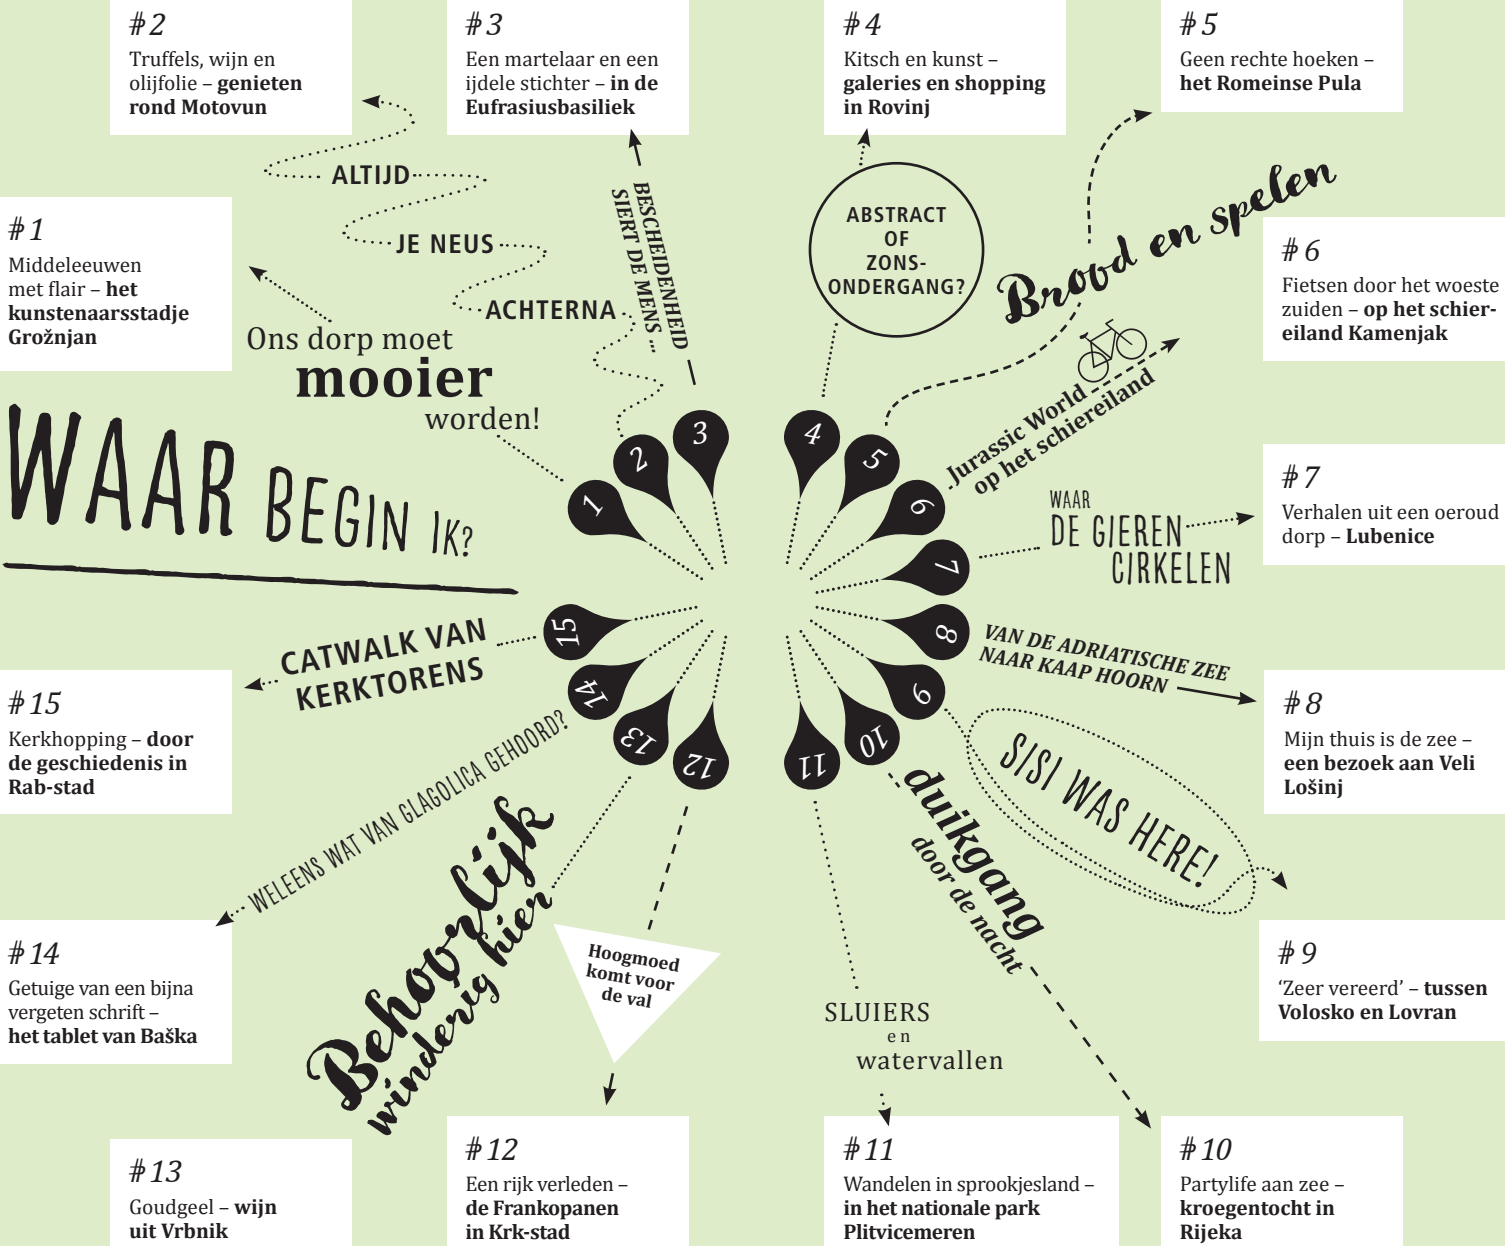 #2
Truffels, wijn en
olijfolie – genieten
rond Motovun
#3
Een martelaar en een
ijdele stichter – in de
Eufrasiusbasiliek
#4
Kitsch en kunst –
galeries en shopping
in Rovinj
#5
Geen rechte hoeken –
het Romeinse Pula
ALTIJD
JE NEUS
ACHTERNA
BESCHEIDENHEID
SIERT DE MENS ...
ABSTRACT
OF
ZONS-
ONDERGANG?
Brood en spelen
#1
Middeleeuwen
met flair – het
kunstenaarsstadje
Grožnjan
#6
Fietsen door het woeste
zuiden – op het schier-
eiland Kamenjak
Ons dorp moet
mooier
worden!
Jurassic World
op het schiereiland
WAAR BEGIN IK?
3
4
2
5
1
6
7
15
8
14
9
13
10
12
11
WAAR
DE GIEREN
CIRKELEN
#7
Verhalen uit een oeroud
dorp – Lubenice
CATWALK VAN
KERKTORENS
VAN DE ADRIATISCHE ZEE
NAAR KAAP HOORN
#15
Kerkhopping – door
de geschiedenis in
Rab-stad
#8
Mijn thuis is de zee –
een bezoek aan Veli
Lošinj
WELEENS WAT VAN GLAGOLICA GEHOORD?
SISI WAS HERE!
Behoorlijk
winderig hier
duikgang
door de nacht
Hoogmoed
komt voor
de val
#14
Getuige van een bijna
vergeten schrift –
het tablet van Baška
#9
‘Zeer vereerd’ – tussen
Volosko en Lovran
SLUIERS
en
watervallen
#13
Goudgeel – wijn
uit Vrbnik
#12
Een rijk verleden –
de Frankopanen
in Krk-stad
#11
Wandelen in sprookjesland –
in het nationale park
Plitvicemeren
#10
Partylife aan zee –
kroegentocht in
Rijeka